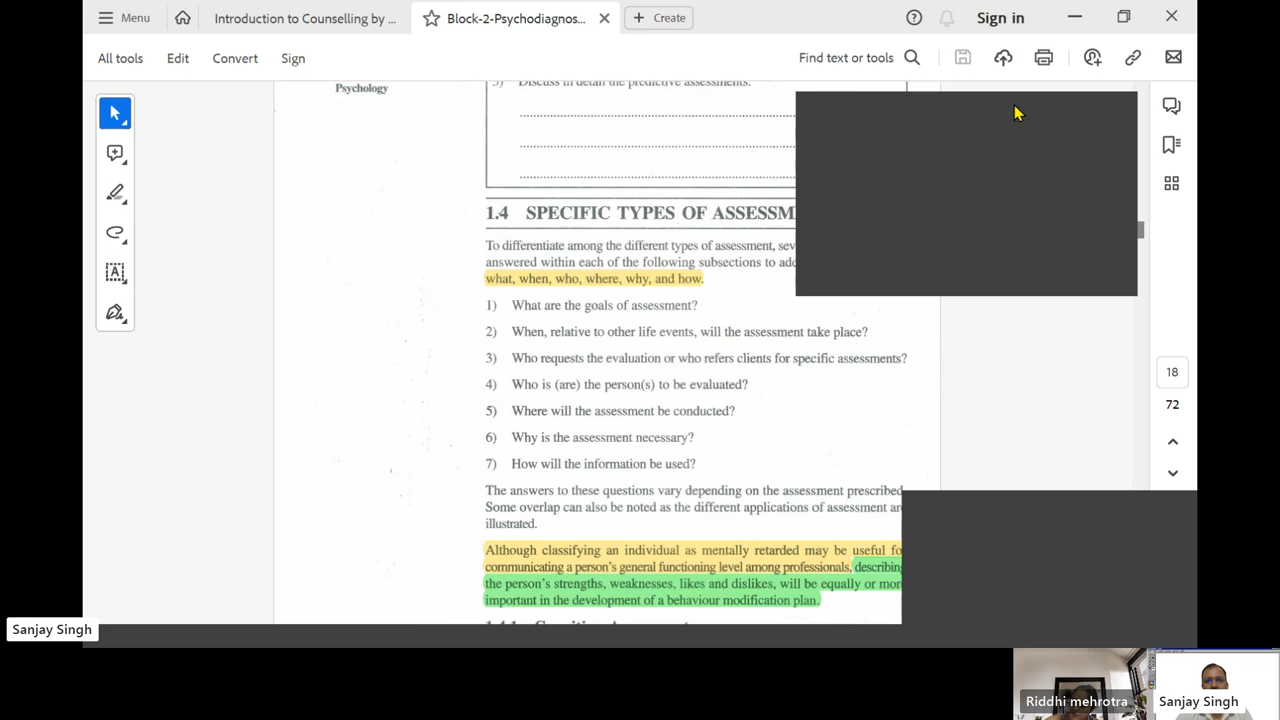 Menu
Introduction to Counselling by ...
Block-2-Psychodiagnos...
Create
Sign in
All tools
Edit
Convert
Sign
Find text or tools
Psychology
3) Discuss in detail the predictive assessments.
1.4 SPECIFIC TYPES OF ASSESSM
To differentiate among the different types of assessment, sev
answered within each of the following subsections to add
what, when, who, where, why, and how.
1) What are the goals of assessment?
2) When, relative to other life events, will the assessment take place?
3) Who requests the evaluation or who refers clients for specific assessments?
4) Who is (are) the person(s) to be evaluated?
5) Where will the assessment be conducted?
6) Why is the assessment necessary?
7) How will the information be used?
18
72
The answers to these questions vary depending on the assessment prescribed
Some overlap can also be noted as the different applications of assessment ar
illustrated.
Although classifying an individual as mentally retarded may be useful fo
communicating a person's general functioning level among professionals, describing
the person's strengths, weaknesses, likes and dislikes, will be equally or mor
important in the development of a behaviour modification plan.
Sanjay Singh
Riddhi mehrotra
Sanjay Singh